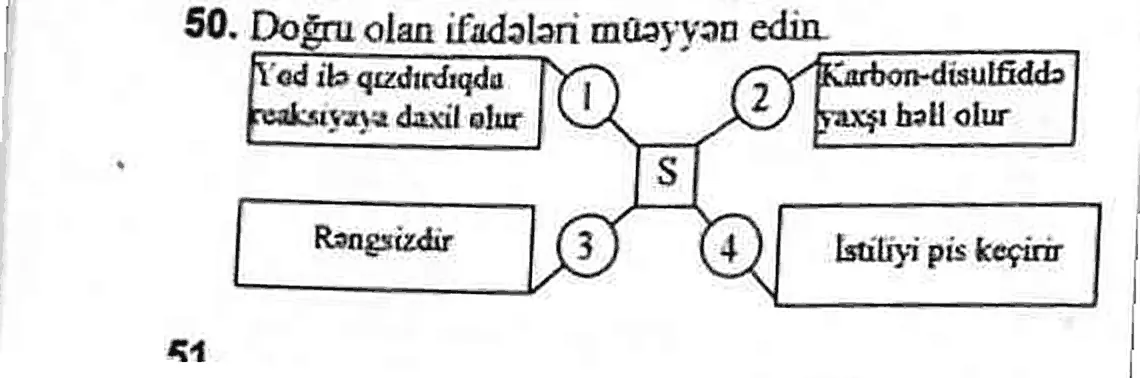 50. Doğru olan ifadələri müəyyən edin.
Yod ilə qızdırdıqda
reaksiyaya daxil olur
1
2
Karbon-disulfiddə
yaxşı həll olur
S
Rəngsizdir
3
4
İstiliyi pis keçirir
51